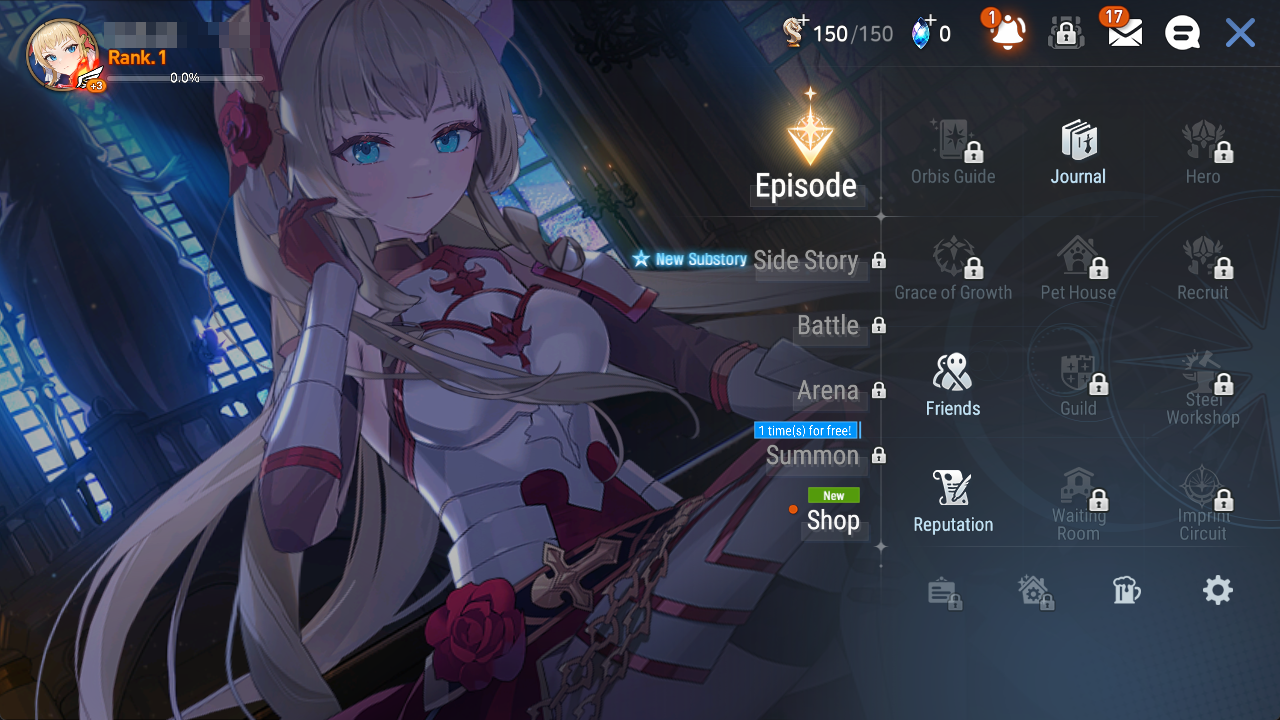 Rank.1
0.0%
+3
150/150
0
1
17
Episode
New Substory
Side Story
Battle
Arena
1 time(s) for free!
Summon
New
Shop
Orbis Guide
Journal
Hero
Grace of Growth
Pet House
Recruit
Friends
Guild
Steel
Workshop
Reputation
Waiting
Room
Imprint
Circuit